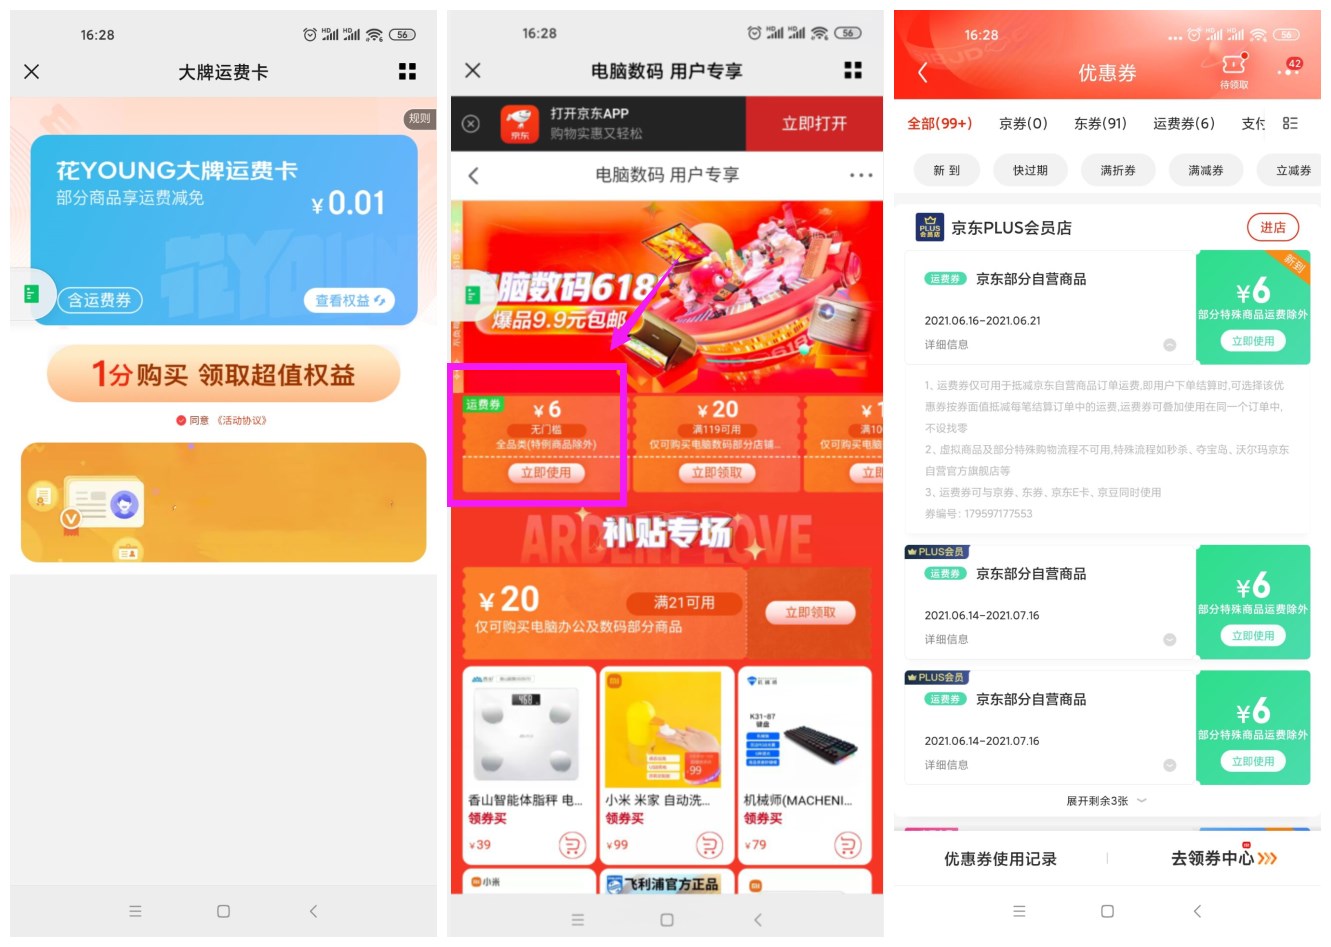 16:28
HD
HD
56
大牌运费卡
规则
花YOUNG大牌运费卡
部分商品享运费减免
¥0.01
花YOUNG
含运费券
查看权益
1分购买 领取超值权益
同意 《活动协议》
16:28
HD
HD
56
电脑数码 用户专享
京东
打开京东APP
购物实惠又轻松
立即打开
电脑数码 用户专享
脑数码618
爆品9.9元包邮
运费券
¥6
无门槛
全品类(特例商品除外)
立即使用
¥20
满119可用
仅可购买电脑数码部分店铺...
立即领取
¥1
满10
仅可购买电脑
立即
补贴专场
¥20
仅可购买电脑办公及数码部分商品
满21可用
立即领取
香山智能体脂秤 电...
领券买
¥39
小米 米家 自动洗...
领券买
¥99
K31-87
键盘
机械师(MACHENI...
领券买
¥79
小米
飞利浦官方正品
16:28
56
优惠券
待领取
42
全部(99+)
京券(0)
东券(91)
运费券(6)
支付
新到
快过期
满折券
满减券
立减券
PLUS
会员店
京东PLUS会员店
进店
运费券
京东部分自营商品
2021.06.16-2021.06.21
详细信息
新到
¥6
部分特殊商品运费除外
立即使用
1、运费券仅可用于抵减京东自营商品订单运费,即用户下单结算时,可选择该优
惠券按券面值抵减每笔结算订单中的运费,运费券可叠加使用在同一个订单中,
不设找零
2、虚拟商品及部分特殊购物流程不可用,特殊流程如秒杀、夺宝岛、沃尔玛京东
自营官方旗舰店等
3、运费券可与京券、东券、京东E卡、京豆同时使用
券编号: 179597177553
PLUS会员
运费券
京东部分自营商品
2021.06.14-2021.07.16
详细信息
¥6
部分特殊商品运费除外
立即使用
PLUS会员
运费券
京东部分自营商品
2021.06.14-2021.07.16
详细信息
¥6
部分特殊商品运费除外
立即使用
展开剩余3张
优惠券使用记录
去领券中心